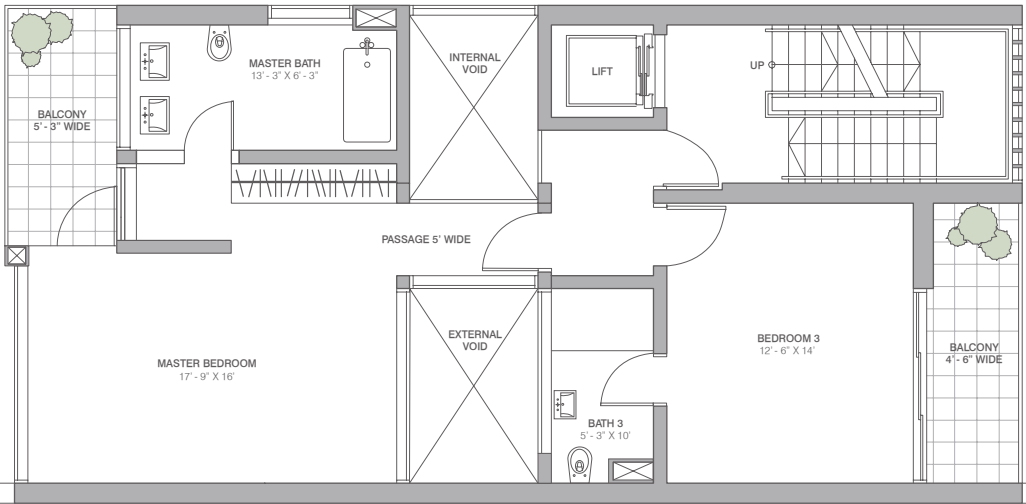 MASTER BATH
13' - 3" X 6' - 3"
INTERNAL
VOID
LIFT
UP
BALCONY
5' - 3" WIDE
PASSAGE 5' WIDE
MASTER BEDROOM
17' - 9" X 16'
EXTERNAL
VOID
BEDROOM 3
12' - 6" X 14'
BALCONY
4' - 6" WIDE
BATH 3
5' - 3" X 10'